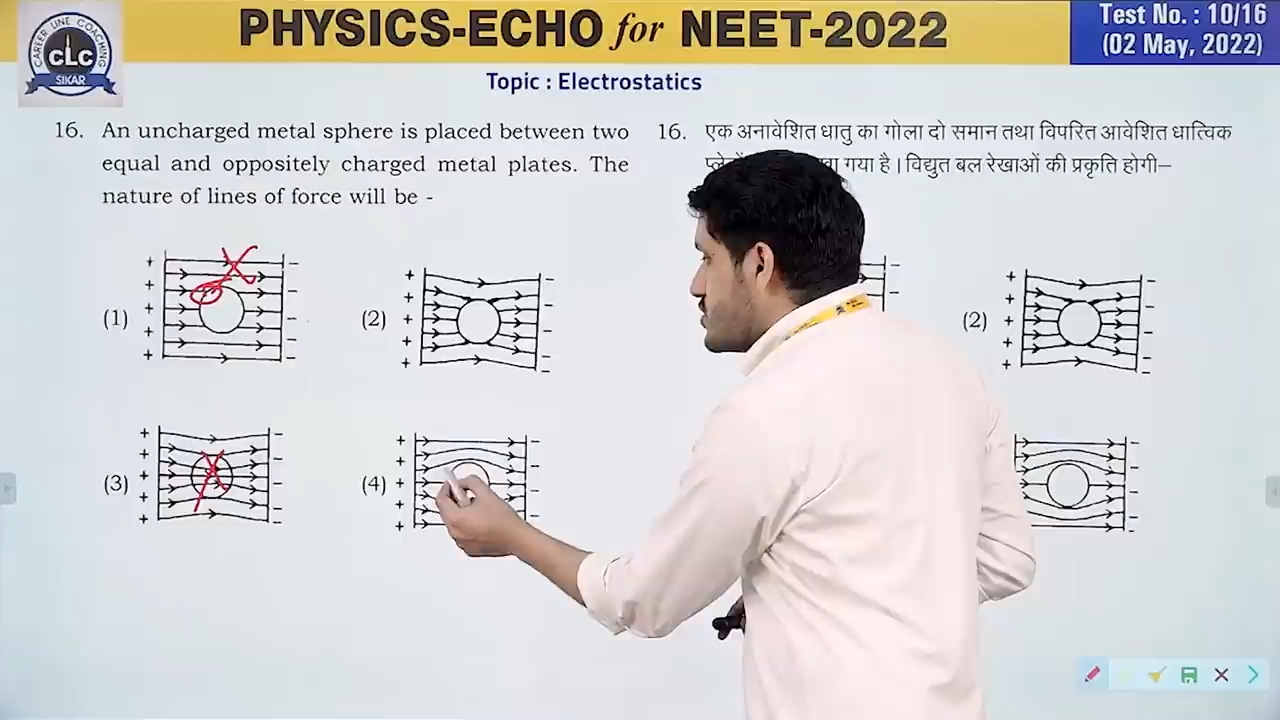 CAREER LINE COACHING
CLC
SIKAR
PHYSICS-ECHO for NEET-2022
Test No. : 10/16
(02 May, 2022)
Topic : Electrostatics
16. An uncharged metal sphere is placed between two
equal and oppositely charged metal plates. The
nature of lines of force will be -
(1)
(2)
(3)
(4)
16. एक अनावेशित धातु का गोला दो समान तथा विपरित आवेशित धात्विक
गया है। विद्युत बल रेखाओं की प्रकृति होगी–
(2)